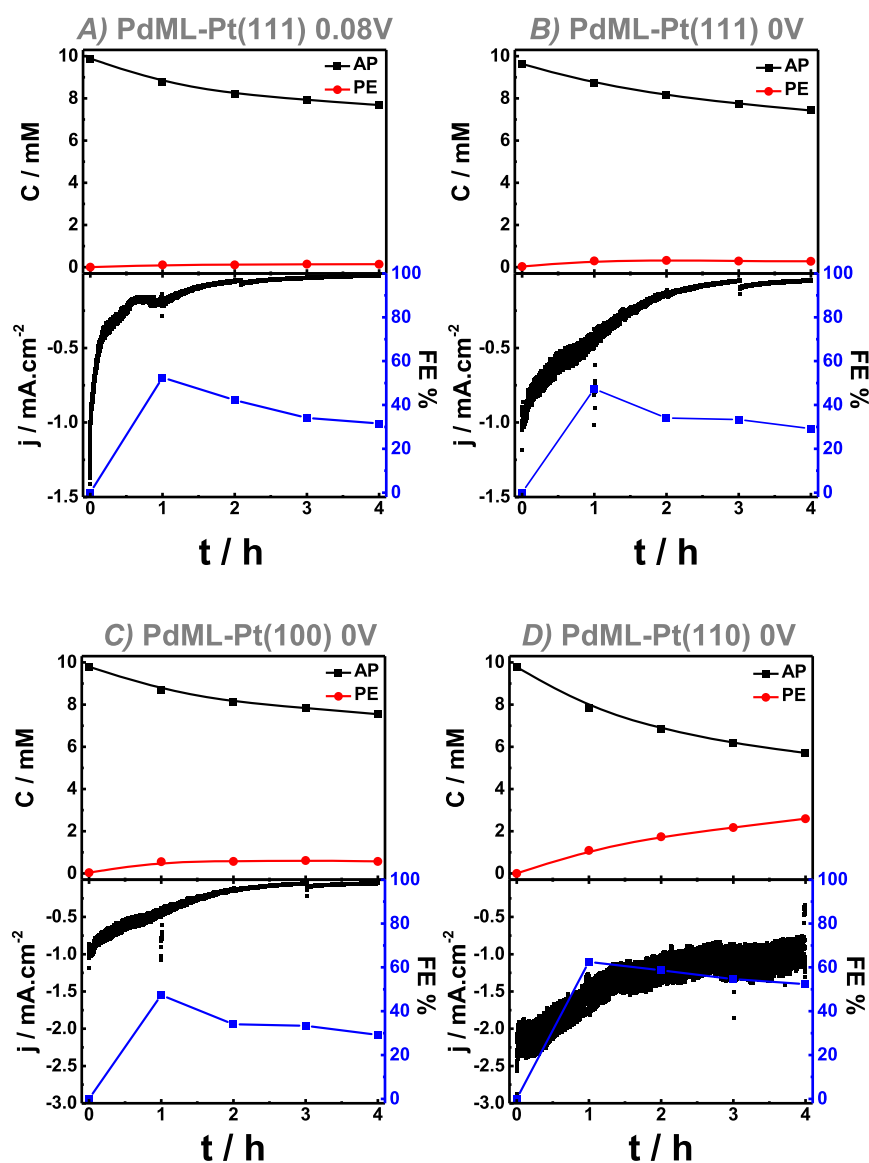 A) PdML-Pt(111) 0.08V
10
8
6
4
2
0
C / mM
AP
PE
-0.5
-1.0
-1.5
j / mA.cm-2
100
80
60
40
20
0
FE %
0 1 2 3 4
t / h
B) PdML-Pt(111) 0V
10
8
6
4
2
0
C / mM
AP
PE
-0.5
-1.0
-1.5
j / mA.cm-2
100
80
60
40
20
0
FE %
0 1 2 3 4
t / h
C) PdML-Pt(100) 0V
10
8
6
4
2
0
C / mM
AP
PE
-0.5
-1.0
-1.5
-2.0
-2.5
-3.0
j / mA.cm-2
100
80
60
40
20
0
FE %
0 1 2 3 4
t / h
D) PdML-Pt(110) 0V
10
8
6
4
2
0
C / mM
AP
PE
-0.5
-1.0
-1.5
-2.0
-2.5
-3.0
j / mA.cm-2
100
80
60
40
20
0
FE %
0 1 2 3 4
t / h